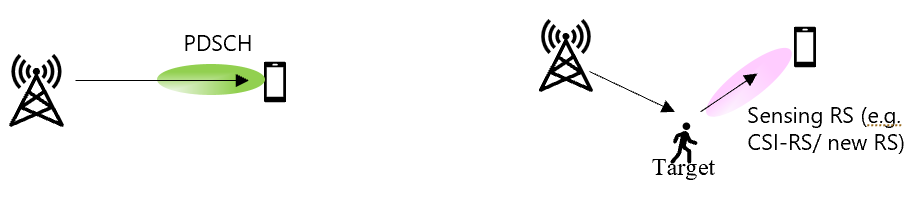 PDSCH
Sensing RS (e.g.
CSI-RS/ new RS)
Target